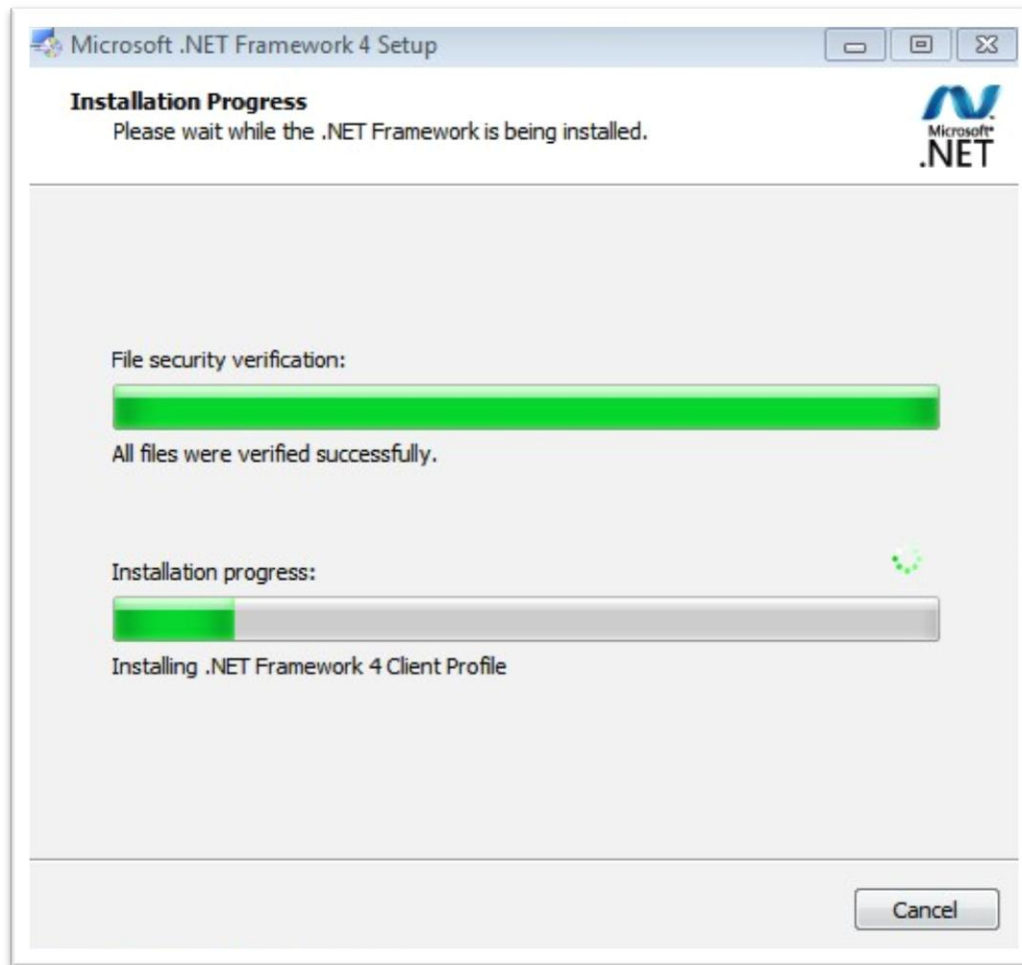 Microsoft .NET Framework 4 Setup
Installation Progress
Please wait while the .NET Framework is being installed.
Microsoft
.NET
File security verification:
All files were verified successfully.
Installation progress:
Installing .NET Framework 4 Client Profile
Cancel